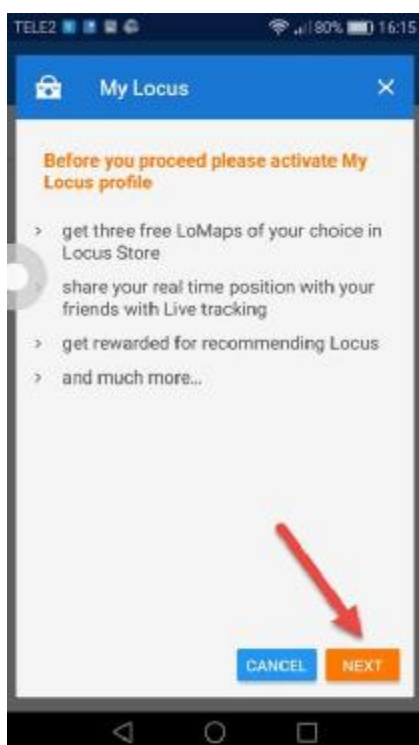 TELE2 80% 16:15
My Locus
Before you proceed please activate My
Locus profile
get three free LoMaps of your choice in
Locus Store
share your real time position with your
friends with Live tracking
get rewarded for recommending Locus
and much more...
CANCEL NEXT